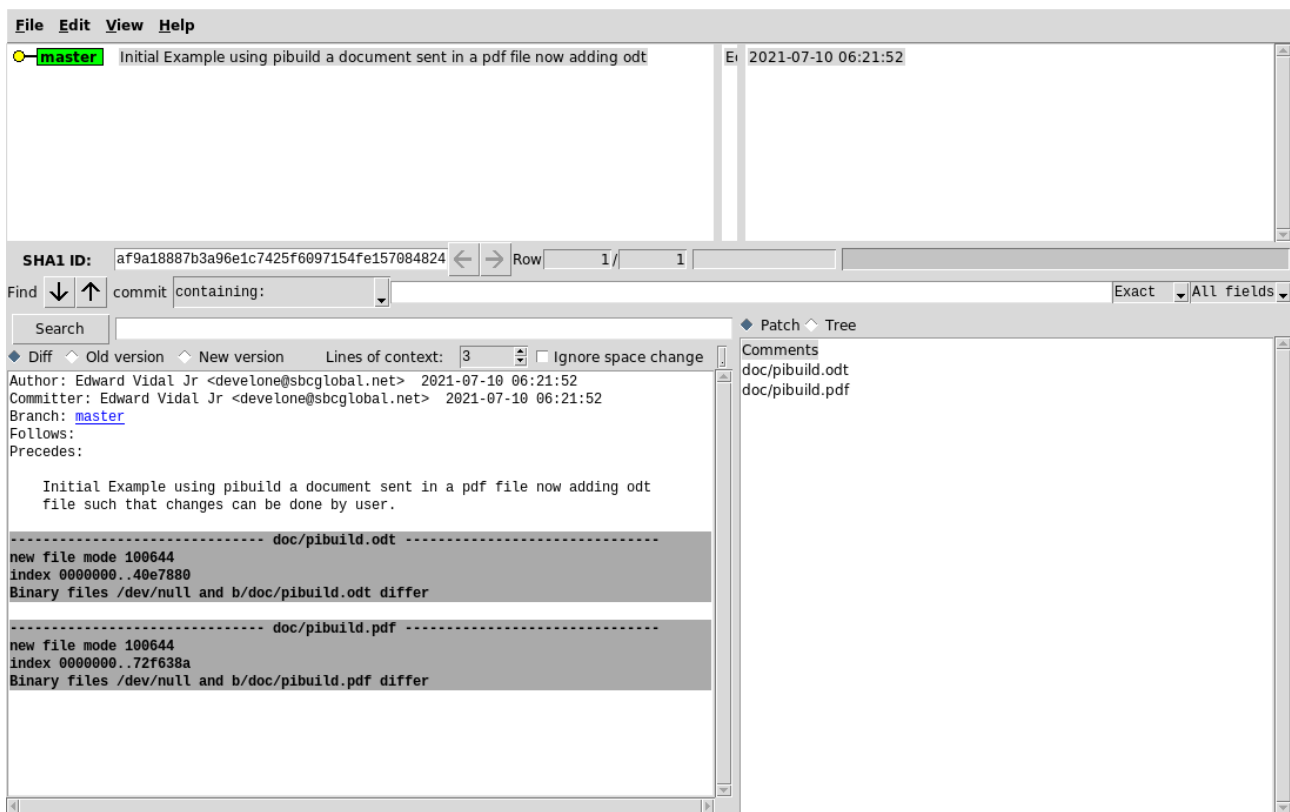 File Edit View Help
master Initial Example using pibuild a document sent in a pdf file now adding odt 2021-07-10 06:21:52
SHA1 ID: af9a18887b3a96e1c7425f6097154fe157084824 Row 1/ 1
Find commit containing: Exact All fields
Search
Patch Tree
Diff Old version New version Lines of context: 3 Ignore space change
Comments
doc/pibuild.odt
doc/pibuild.pdf
Author: Edward Vidal Jr <develone@sbcglobal.net> 2021-07-10 06:21:52
Committer: Edward Vidal Jr <develone@sbcglobal.net> 2021-07-10 06:21:52
Branch: master
Follows:
Precedes:
Initial Example using pibuild a document sent in a pdf file now adding odt
file such that changes can be done by user.
------------------------------- doc/pibuild.odt -------------------------------
new file mode 100644
index 0000000..40e7880
Binary files /dev/null and b/doc/pibuild.odt differ
------------------------------- doc/pibuild.pdf -------------------------------
new file mode 100644
index 0000000..72f638a
Binary files /dev/null and b/doc/pibuild.pdf differ